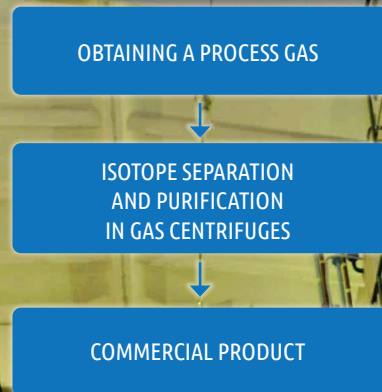 OBTAINING A PROCESS GAS
ISOTOPE SEPARATION
AND PURIFICATION
IN GAS CENTRIFUGES
COMMERCIAL PRODUCT